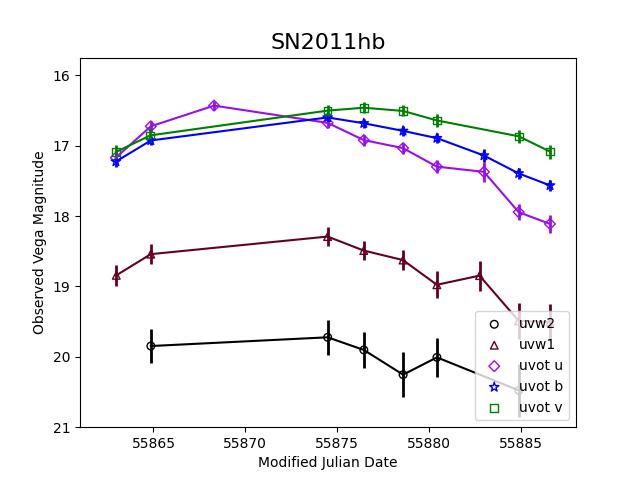 SN2011hb
Observed Vega Magnitude
16
17
18
19
20
21
uvw2
uvw1
uvot u
uvot b
uvot v
55865 55870 55875 55880 55885
Modified Julian Date